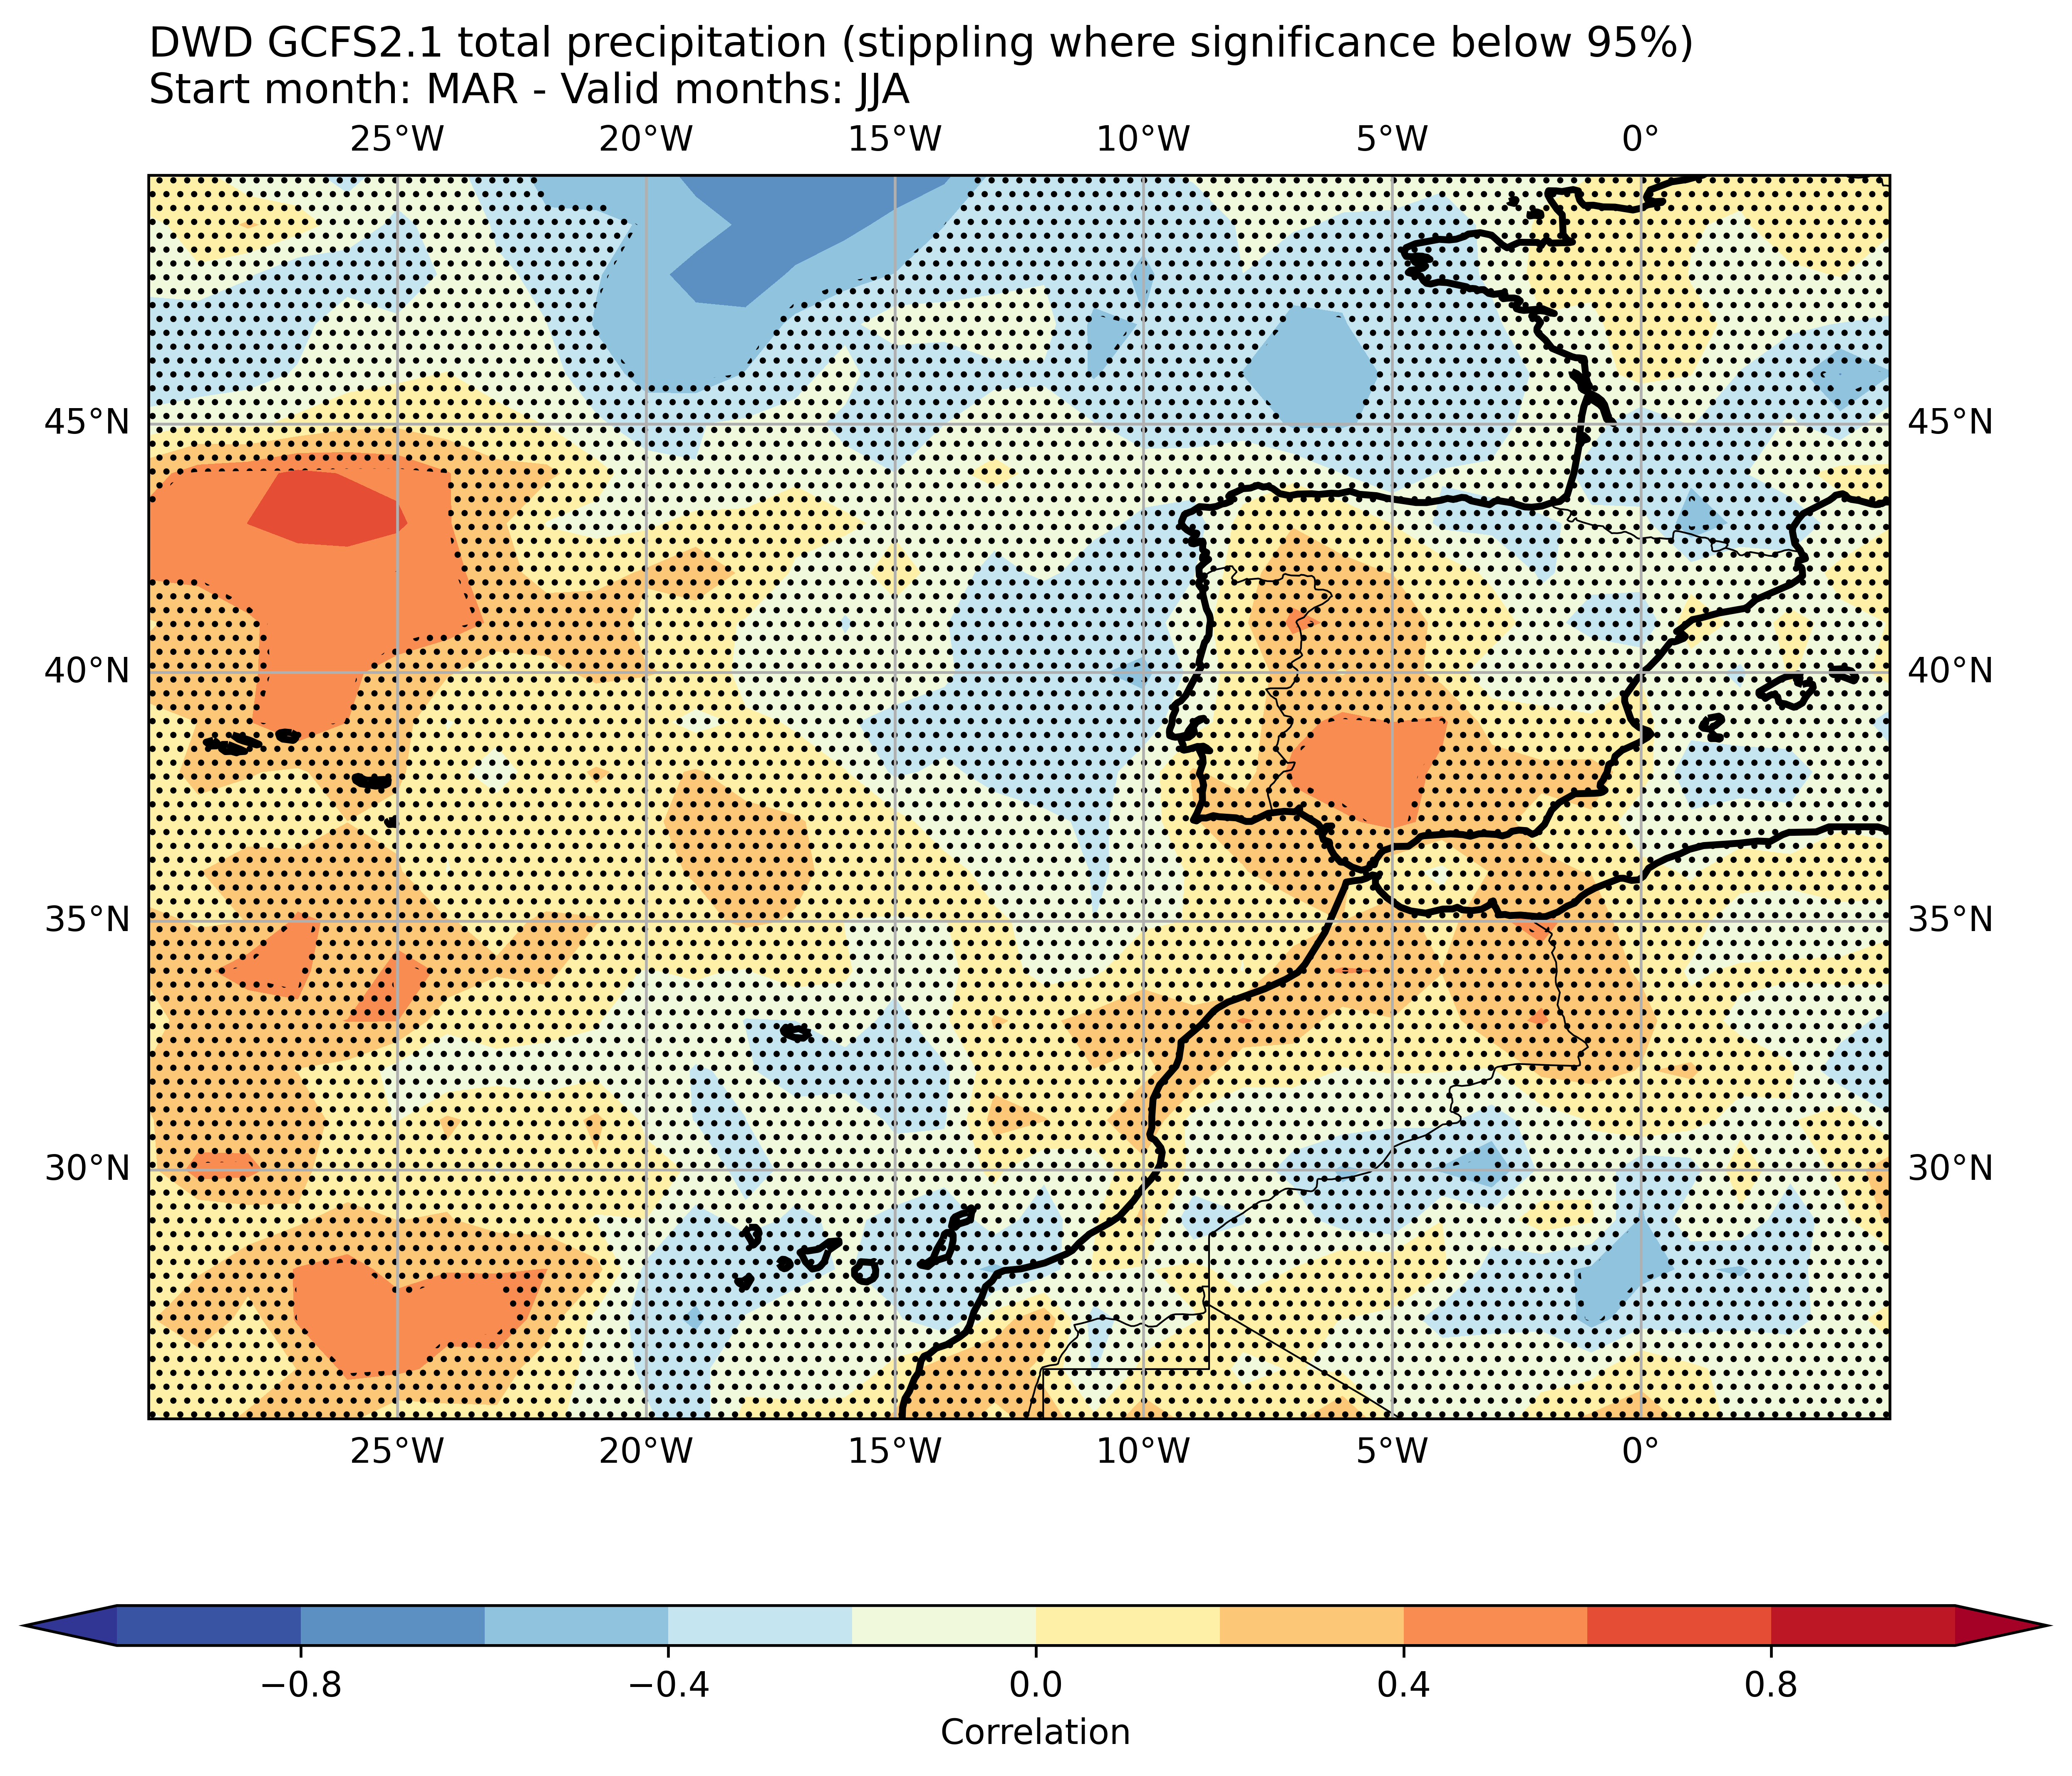 DWD GCFS2.1 total precipitation (stippling where significance below 95%)
Start month: MAR - Valid months: JJA
25°W 20°W 15°W 10°W 5°W 0°
45°N 45°N
40°N 40°N
35°N 35°N
30°N 30°N
25°W 20°W 15°W 10°W 5°W 0°
−0.8 −0.4 0.0 0.4 0.8
Correlation